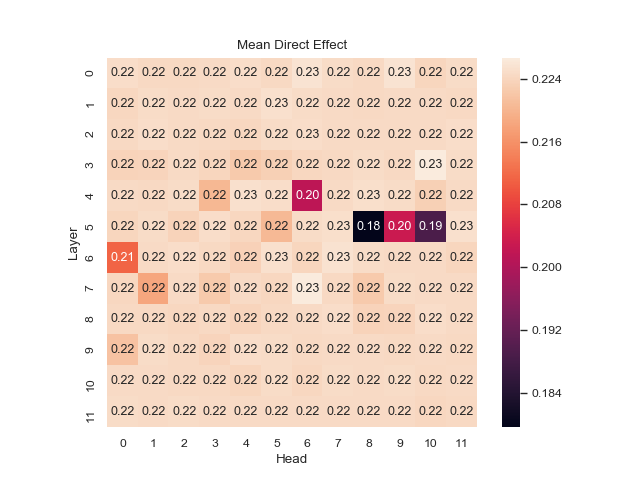 Mean Direct Effect
0 0.22 0.22 0.22 0.22 0.22 0.22 0.23 0.22 0.22 0.23 0.22 0.22
1 0.22 0.22 0.22 0.22 0.22 0.23 0.22 0.22 0.22 0.22 0.22 0.22
2 0.22 0.22 0.22 0.22 0.22 0.22 0.23 0.22 0.22 0.22 0.22 0.22
3 0.22 0.22 0.22 0.22 0.22 0.22 0.22 0.22 0.22 0.22 0.23 0.22
4 0.22 0.22 0.22 0.22 0.23 0.22 0.20 0.22 0.23 0.22 0.22 0.22
5 0.22 0.22 0.22 0.22 0.22 0.22 0.22 0.23 0.18 0.20 0.19 0.23
6 0.21 0.22 0.22 0.22 0.22 0.23 0.22 0.23 0.22 0.22 0.22 0.22
7 0.22 0.22 0.22 0.22 0.22 0.22 0.23 0.22 0.22 0.22 0.22 0.22
8 0.22 0.22 0.22 0.22 0.22 0.22 0.22 0.22 0.22 0.22 0.22 0.22
9 0.22 0.22 0.22 0.22 0.22 0.22 0.22 0.22 0.22 0.22 0.22 0.22
10 0.22 0.22 0.22 0.22 0.22 0.22 0.22 0.22 0.22 0.22 0.22 0.22
11 0.22 0.22 0.22 0.22 0.22 0.22 0.22 0.22 0.22 0.22 0.22 0.22
Layer
0 1 2 3 4 5 6 7 8 9 10 11
Head
0.224
0.216
0.208
0.200
0.192
0.184